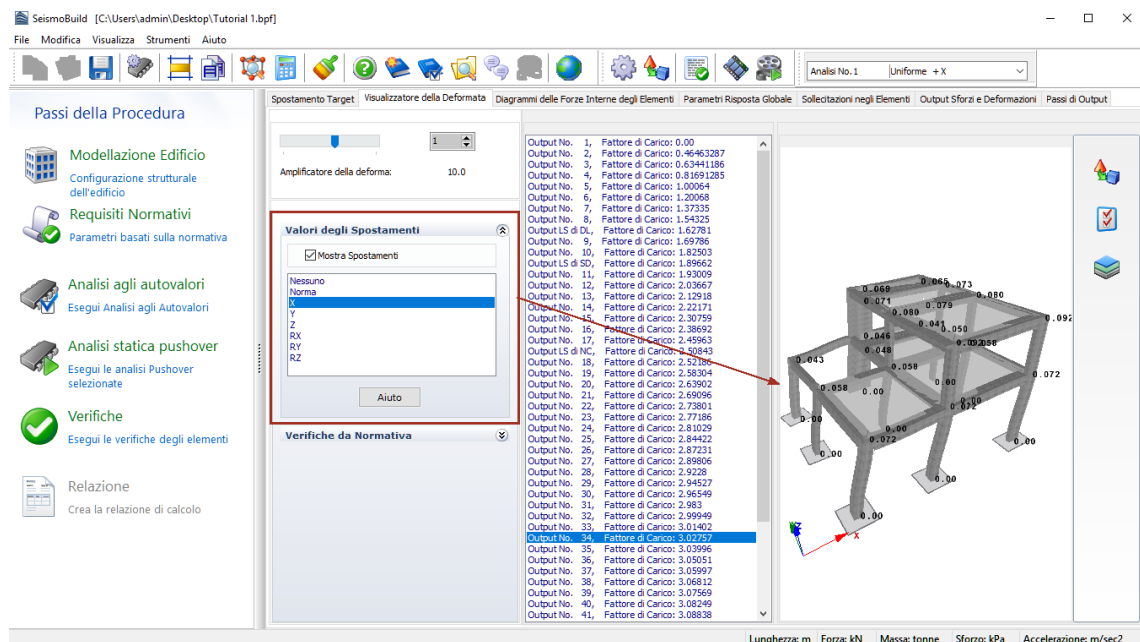 SeismoBuild [C:\Users\admin\Desktop\Tutorial 1.bpf]
File Modifica Visualizza Strumenti Aiuto
Analisi No.1 Uniforme +X
Passi della Procedura
Modellazione Edificio
Configurazione strutturale
dell'edificio
Requisiti Normativi
Parametri basati sulla normativa
Analisi agli autovalori
Esegui Analisi agli Autovalori
Analisi statica pushover
Esegui le analisi Pushover
selezionate
Verifiche
Esegui le verifiche degli elementi
Relazione
Crea la relazione di calcolo
Spostamento Target Visualizzatore della Deformata Diagrammi delle Forze Interne degli Elementi Parametri Risposta Globale Sollecitazioni negli Elementi Output Sforzi e Deformazioni Passi di Output
1
Amplificatore della deforma: 10.0
Valori degli Spostamenti
Mostra Spostamenti
Nessuno
Norma
X
Y
Z
RX
RY
RZ
Aiuto
Verifiche da Normativa
Output No. 1, Fattore di Carico: 0.00
Output No. 2, Fattore di Carico: 0.46463287
Output No. 3, Fattore di Carico: 0.63441186
Output No. 4, Fattore di Carico: 0.81691285
Output No. 5, Fattore di Carico: 1.00064
Output No. 6, Fattore di Carico: 1.20068
Output No. 7, Fattore di Carico: 1.37335
Output No. 8, Fattore di Carico: 1.54325
Output LS di DL, Fattore di Carico: 1.62781
Output No. 9, Fattore di Carico: 1.69786
Output No. 10, Fattore di Carico: 1.82503
Output LS di SD, Fattore di Carico: 1.89662
Output No. 11, Fattore di Carico: 1.93009
Output No. 12, Fattore di Carico: 2.03667
Output No. 13, Fattore di Carico: 2.12918
Output No. 14, Fattore di Carico: 2.22171
Output No. 15, Fattore di Carico: 2.30759
Output No. 16, Fattore di Carico: 2.38692
Output No. 17, Fattore di Carico: 2.45963
Output LS di NC, Fattore di Carico: 2.50843
Output No. 18, Fattore di Carico: 2.52186
Output No. 19, Fattore di Carico: 2.58304
Output No. 20, Fattore di Carico: 2.63902
Output No. 21, Fattore di Carico: 2.69096
Output No. 22, Fattore di Carico: 2.73801
Output No. 23, Fattore di Carico: 2.77186
Output No. 24, Fattore di Carico: 2.81029
Output No. 25, Fattore di Carico: 2.84422
Output No. 26, Fattore di Carico: 2.87231
Output No. 27, Fattore di Carico: 2.89806
Output No. 28, Fattore di Carico: 2.9228
Output No. 29, Fattore di Carico: 2.94527
Output No. 30, Fattore di Carico: 2.96549
Output No. 31, Fattore di Carico: 2.983
Output No. 32, Fattore di Carico: 2.99949
Output No. 33, Fattore di Carico: 3.01402
Output No. 34, Fattore di Carico: 3.02757
Output No. 35, Fattore di Carico: 3.03996
Output No. 36, Fattore di Carico: 3.05051
Output No. 37, Fattore di Carico: 3.05997
Output No. 38, Fattore di Carico: 3.06812
Output No. 39, Fattore di Carico: 3.07569
Output No. 40, Fattore di Carico: 3.08249
Output No. 41, Fattore di Carico: 3.08838
0.069 0.065 0.073
0.071 0.080
0.080 0.079
0.092
0.041 0.050
0.046 0.058
0.048
0.043 0.058 0.072
0.058 0.00 0.00
0.072
0.00 0.00
0.072 0.00
0.00
0.00
0.00
X
Lunghezza: m Forza: kN Massa: tonne Sforzo: kPa Accelerazione: m/sec2